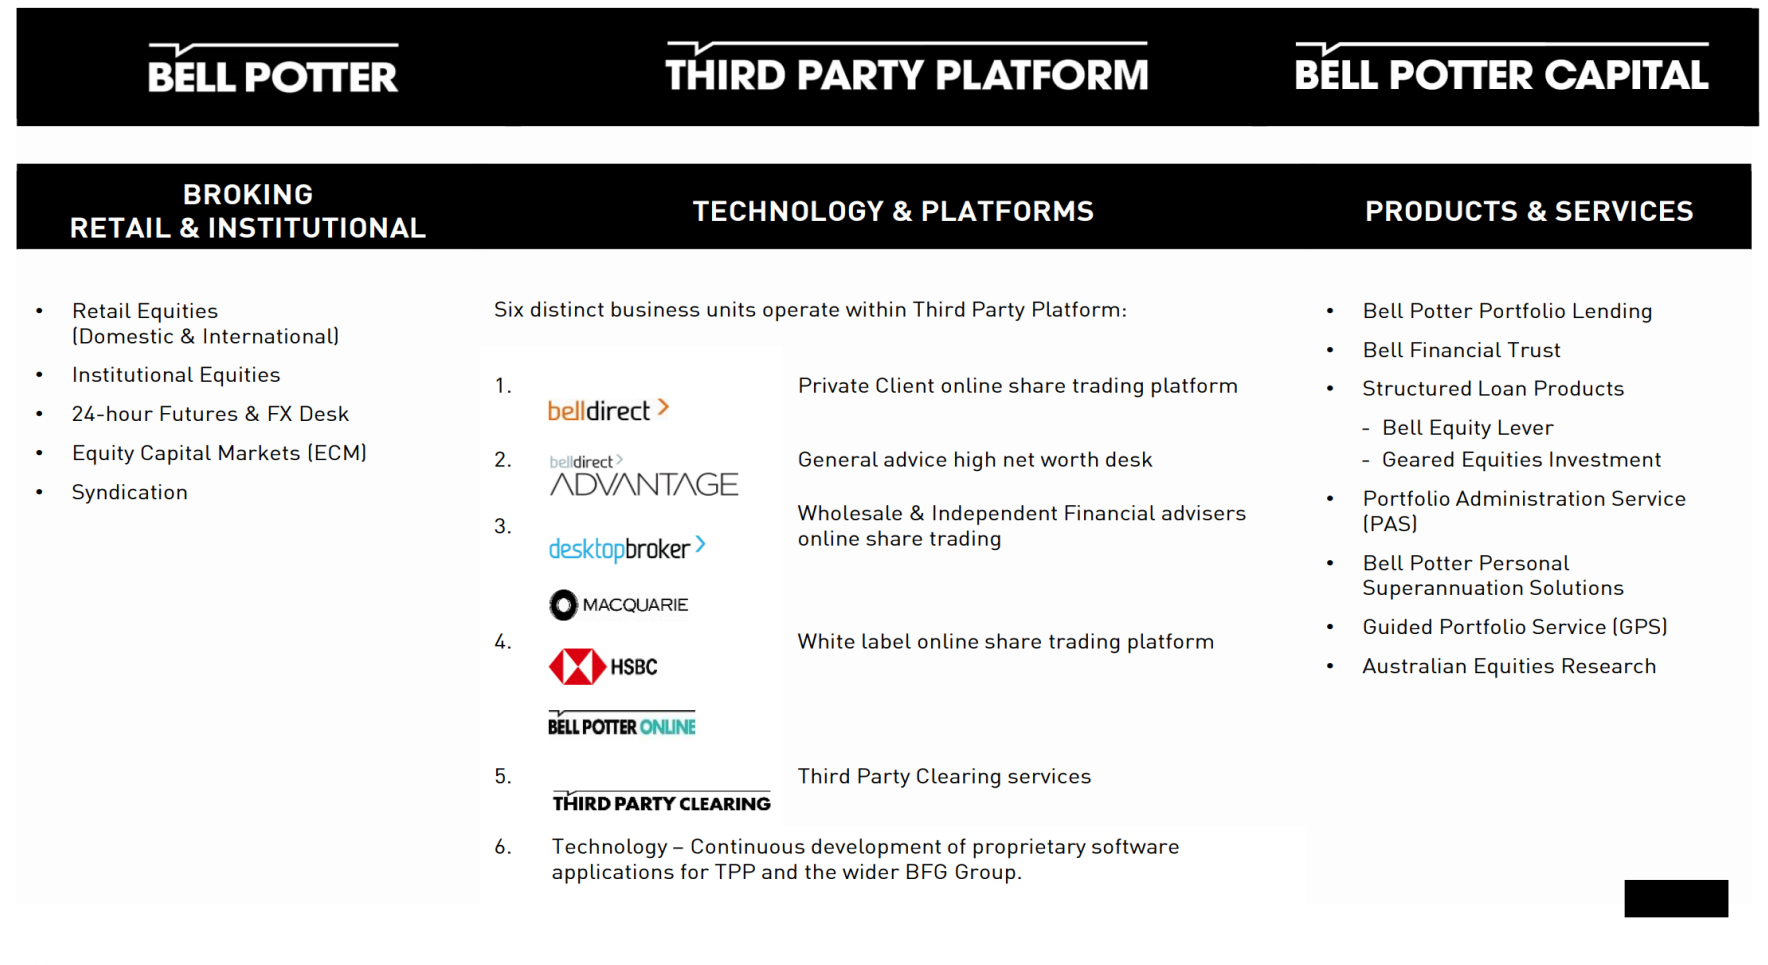 BELL POTTER
THIRD PARTY PLATFORM
BELL POTTER CAPITAL
BROKING
RETAIL & INSTITUTIONAL
TECHNOLOGY & PLATFORMS
PRODUCTS & SERVICES
• Retail Equities
(Domestic & International)
• Institutional Equities
• 24-hour Futures & FX Desk
• Equity Capital Markets (ECM)
• Syndication
Six distinct business units operate within Third Party Platform:
1. belldirect Private Client online share trading platform
2. belldirect
ADVANTAGE General advice high net worth desk
3. desktopbroker Wholesale & Independent Financial advisers
online share trading
MACQUARIE
4. HSBC White label online share trading platform
BELL POTTER ONLINE
5. THIRD PARTY CLEARING Third Party Clearing services
6. Technology – Continuous development of proprietary software
applications for TPP and the wider BFG Group.
• Bell Potter Portfolio Lending
• Bell Financial Trust
• Structured Loan Products
- Bell Equity Lever
- Geared Equities Investment
• Portfolio Administration Service
(PAS)
• Bell Potter Personal
Superannuation Solutions
• Guided Portfolio Service (GPS)
• Australian Equities Research